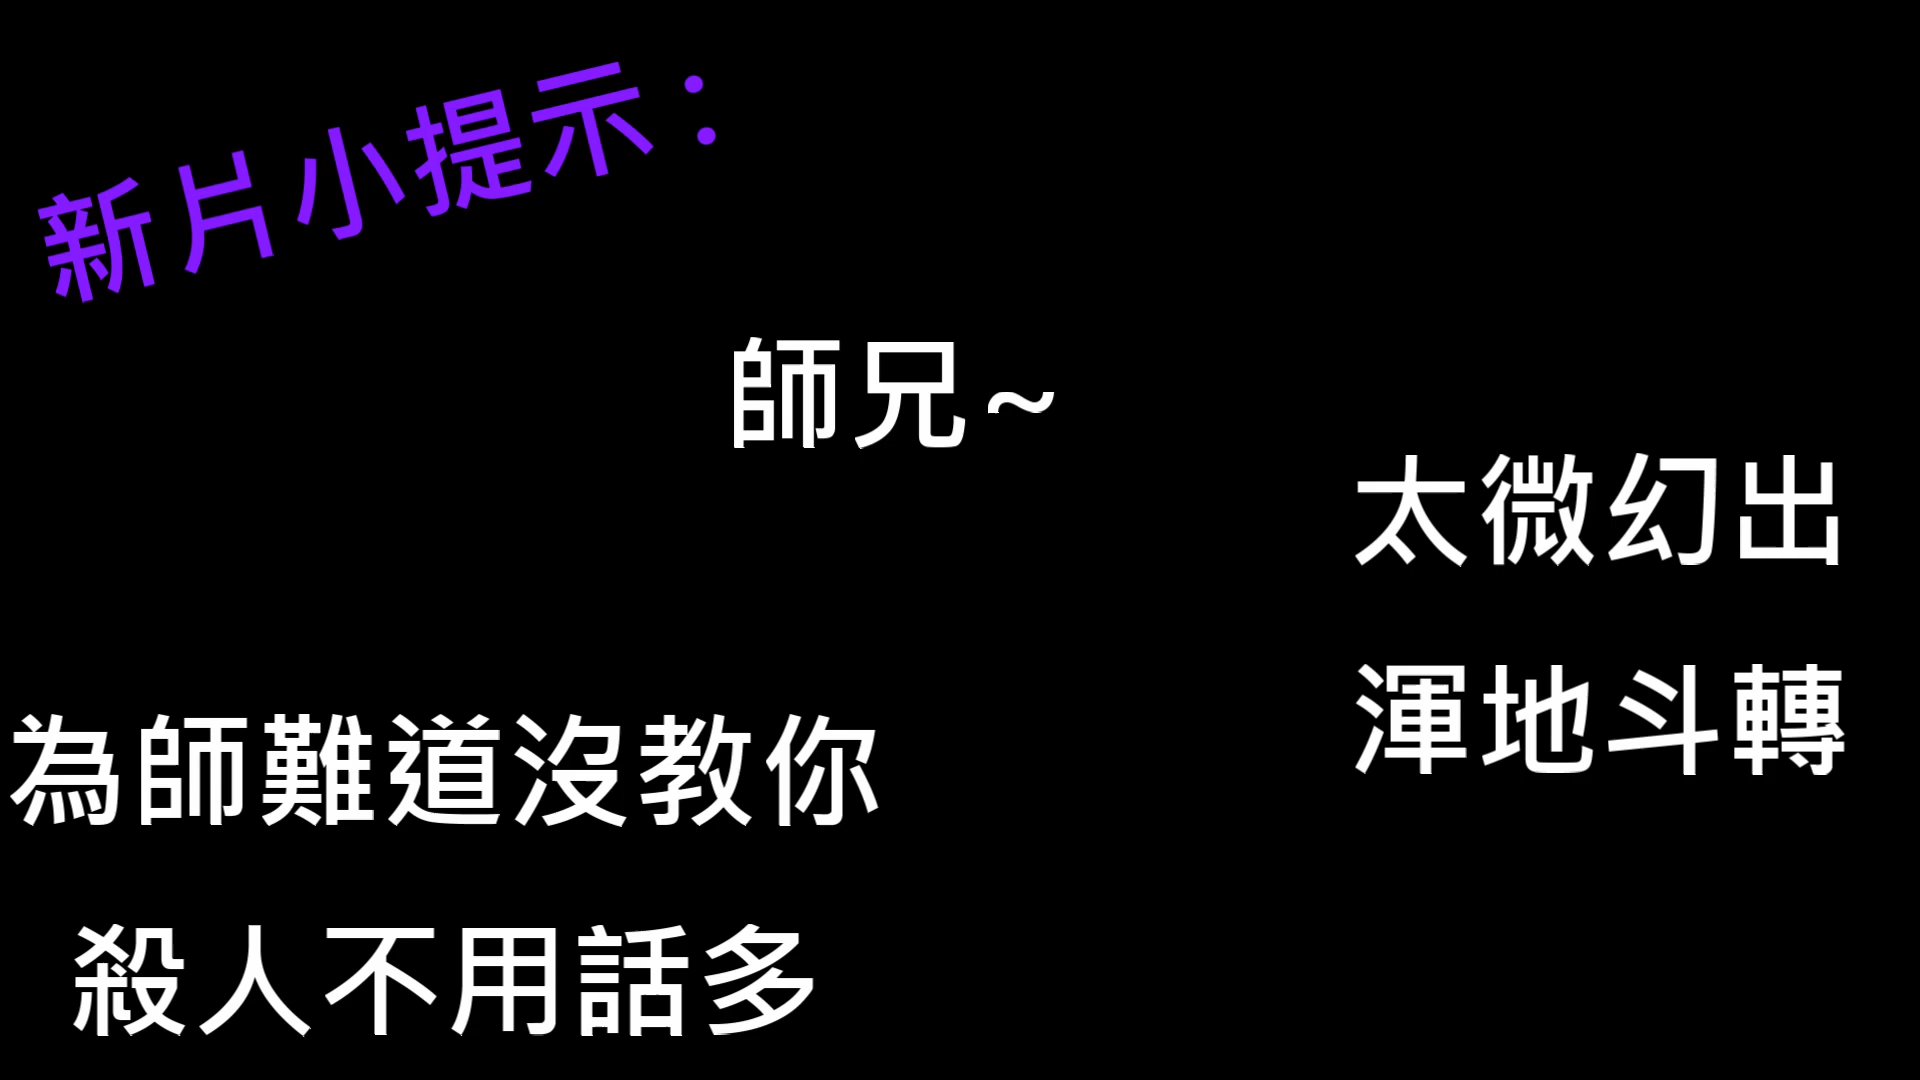 新片小提示：
師兄~
太微幻出
渾地斗轉
為師難道沒教你
殺人不用話多